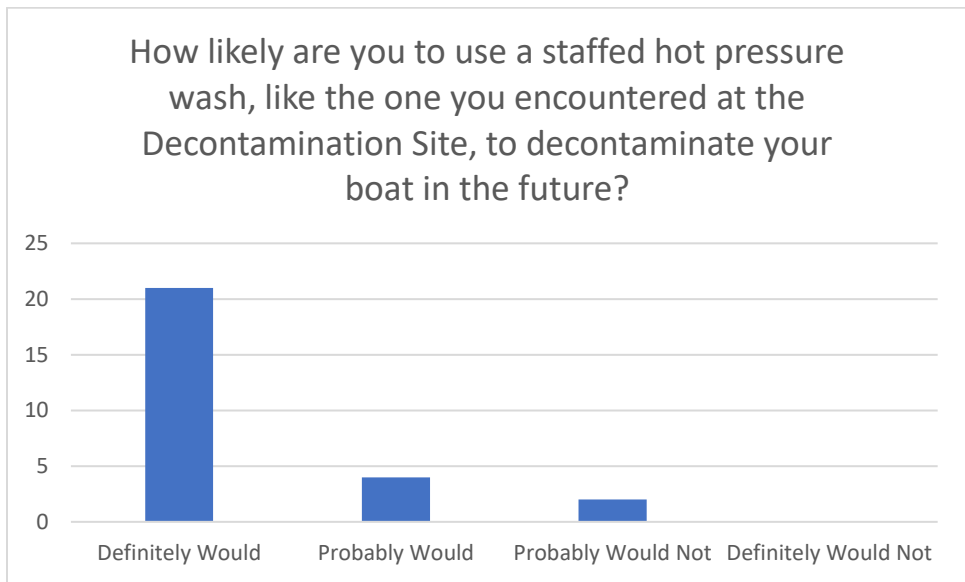 How likely are you to use a staffed hot pressure
wash, like the one you encountered at the
Decontamination Site, to decontaminate your
boat in the future?
25
20
15
10
5
0
Definitely Would
Probably Would
Probably Would Not
Definitely Would Not